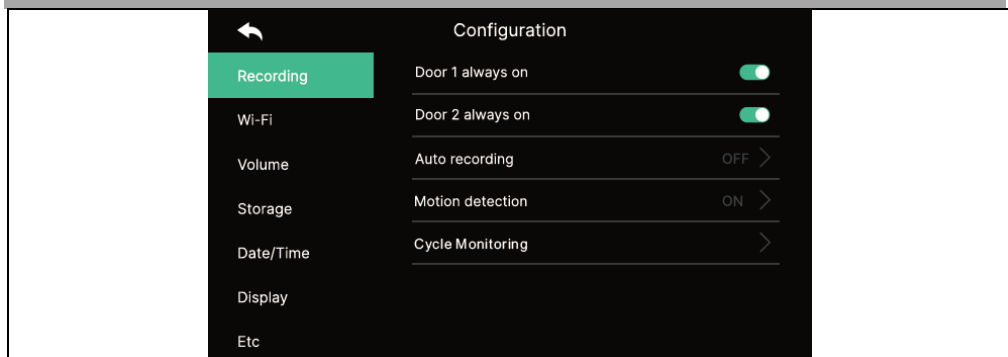 Configuration
Recording
Door 1 always on
Wi-Fi
Door 2 always on
Volume
Auto recording OFF
Storage
Motion detection ON
Date/Time
Cycle Monitoring
Display
Etc